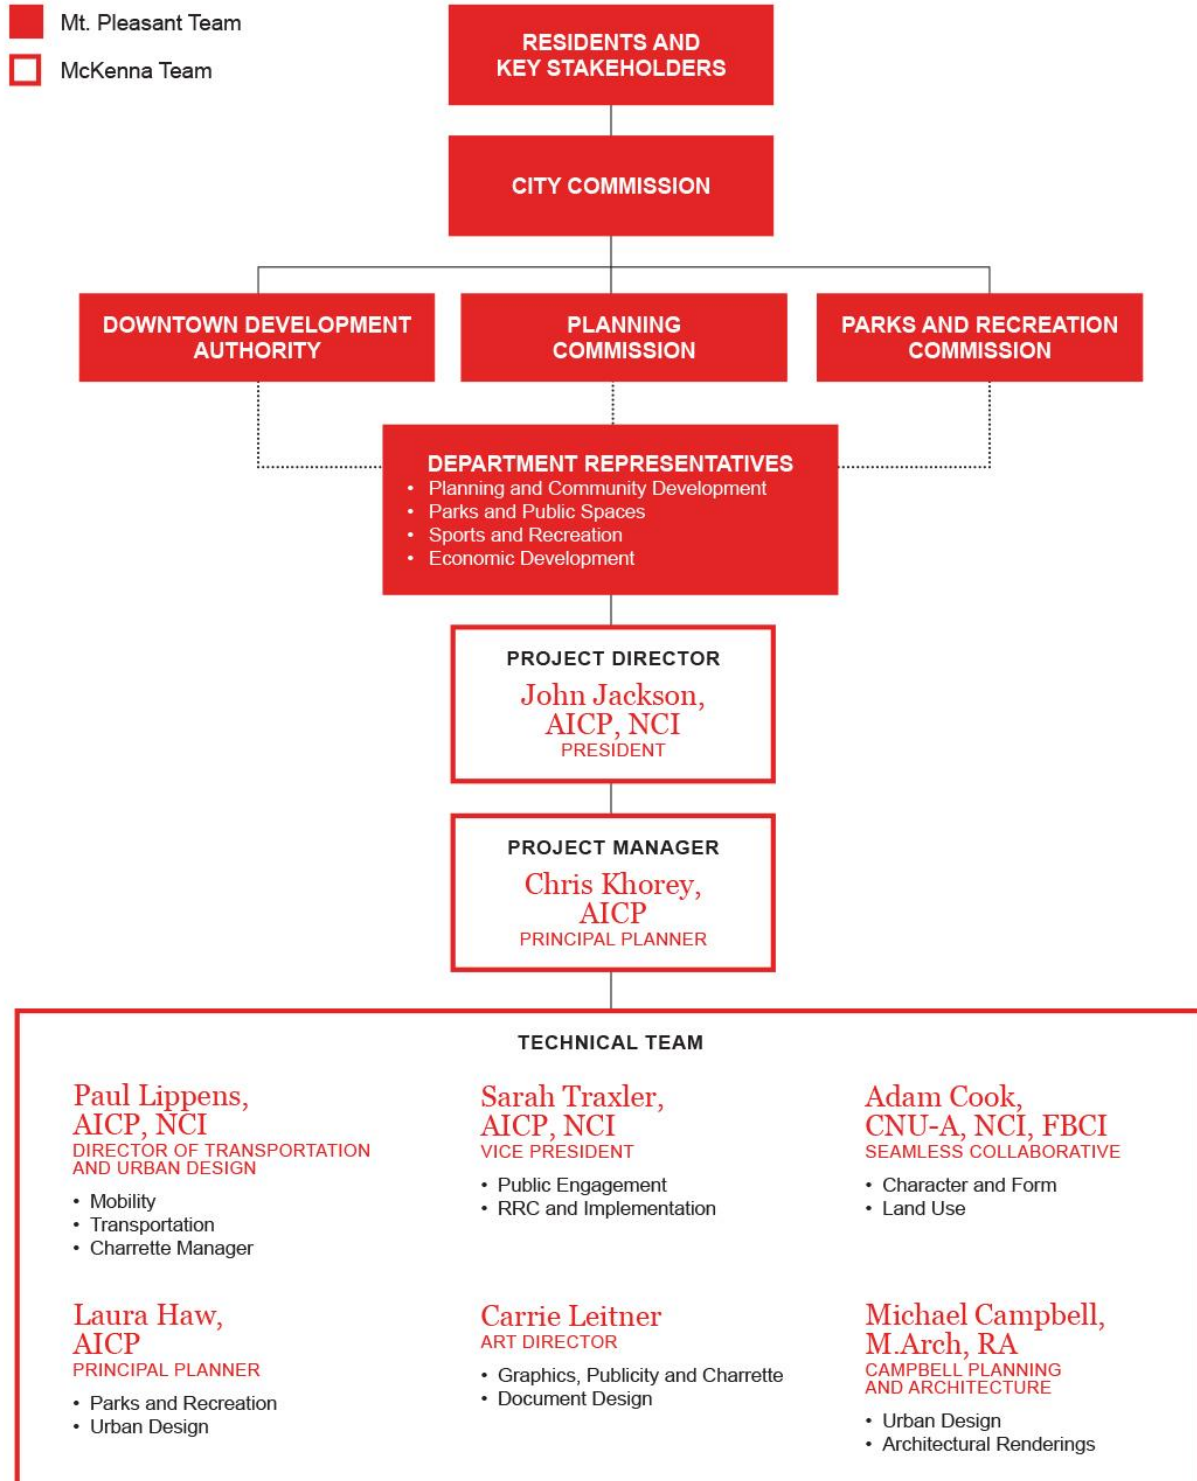 Mt. Pleasant Team
McKenna Team
RESIDENTS AND
KEY STAKEHOLDERS
CITY COMMISSION
DOWNTOWN DEVELOPMENT
AUTHORITY
PLANNING
COMMISSION
PARKS AND RECREATION
COMMISSION
DEPARTMENT REPRESENTATIVES
• Planning and Community Development
• Parks and Public Spaces
• Sports and Recreation
• Economic Development
PROJECT DIRECTOR
John Jackson,
AICP, NCI
PRESIDENT
PROJECT MANAGER
Chris Khorey,
AICP
PRINCIPAL PLANNER
TECHNICAL TEAM
Paul Lippens,
AICP, NCI
DIRECTOR OF TRANSPORTATION
AND URBAN DESIGN
• Mobility
• Transportation
• Charrette Manager
Sarah Traxler,
AICP, NCI
VICE PRESIDENT
• Public Engagement
• RRC and Implementation
Adam Cook,
CNU-A, NCI, FBCI
SEAMLESS COLLABORATIVE
• Character and Form
• Land Use
Laura Haw,
AICP
PRINCIPAL PLANNER
• Parks and Recreation
• Urban Design
Carrie Leitner
ART DIRECTOR
• Graphics, Publicity and Charrette
• Document Design
Michael Campbell,
M.Arch, RA
CAMPBELL PLANNING
AND ARCHITECTURE
• Urban Design
• Architectural Renderings